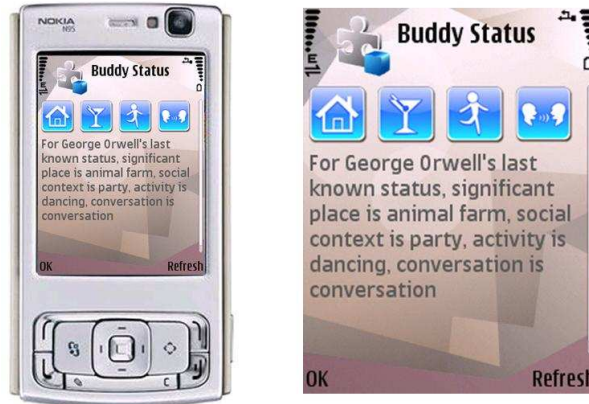 NOKIA
N95
Buddy Status
E
For George Orwell's last
known status, significant
place is animal farm, social
context is party, activity is
dancing, conversation is
conversation
OK Refresh
C
Buddy Status
E
For George Orwell's last
known status, significant
place is animal farm, social
context is party, activity is
dancing, conversation is
conversation
OK Refresh